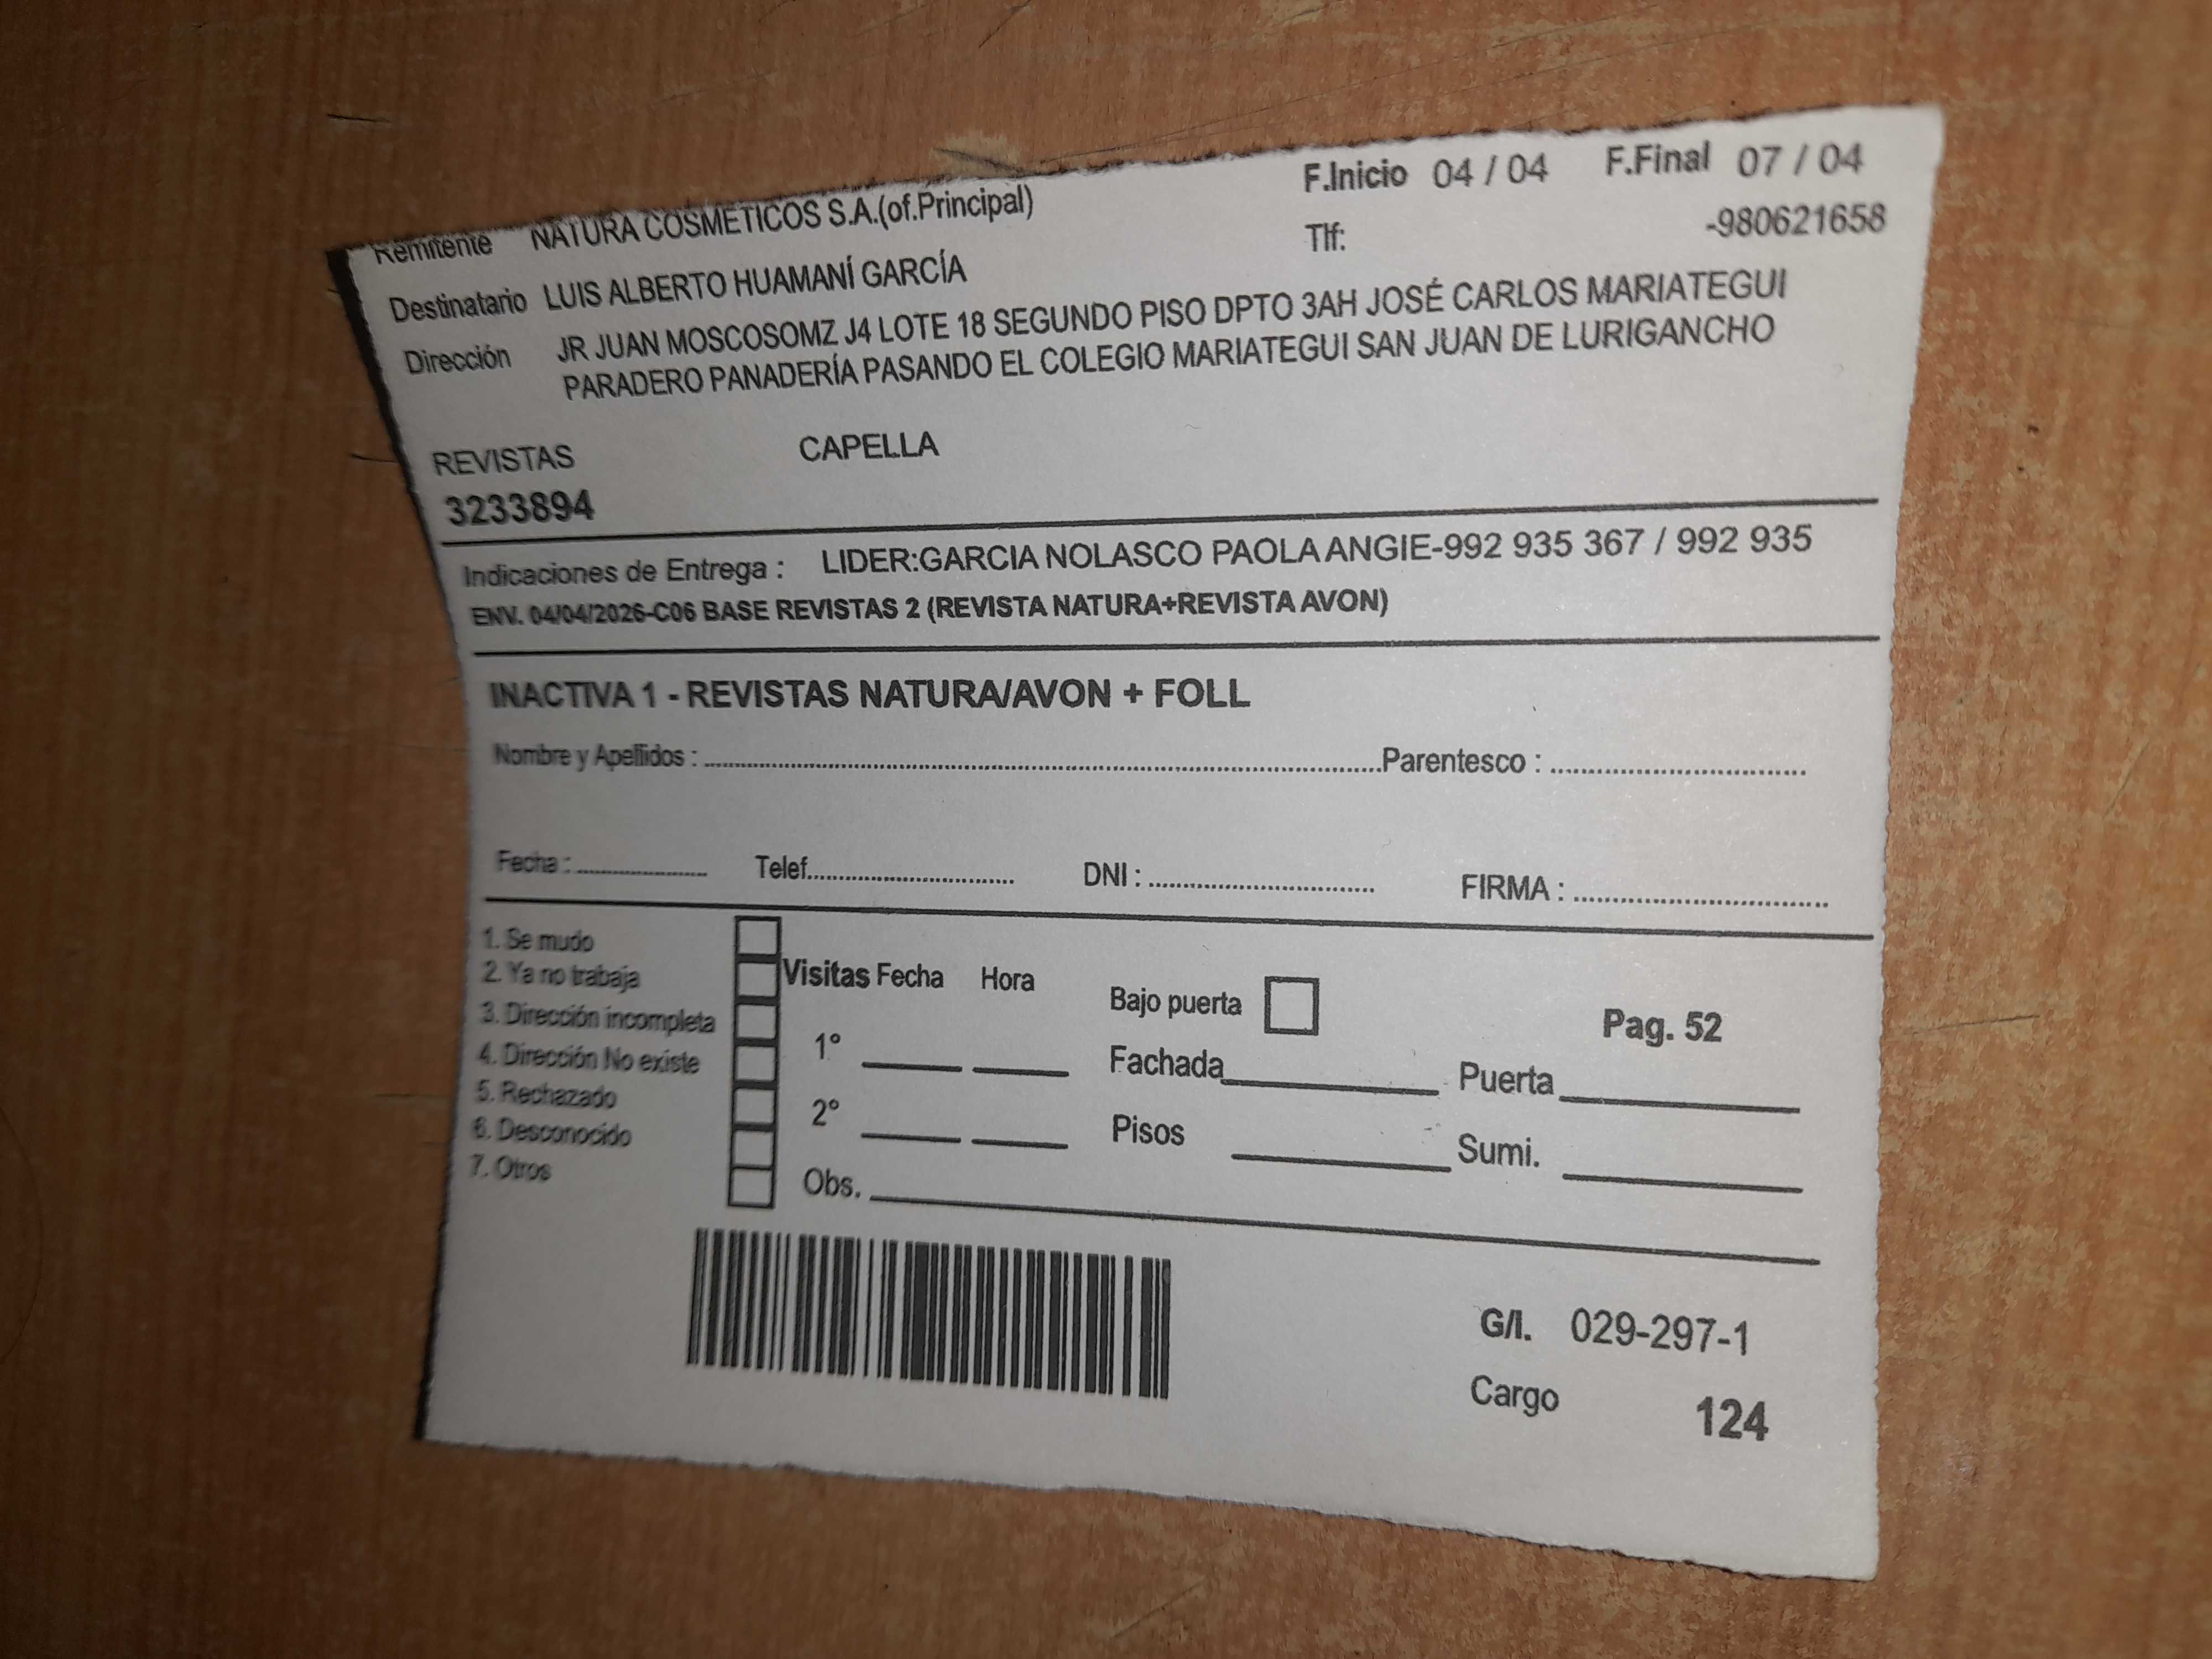 Remitente NATURA COSMETICOS S.A.(of.Principal) F.Inicio 04 / 04 F.Final 07 / 04
Tlf: -980621658
Destinatario LUIS ALBERTO HUAMANÍ GARCÍA
Dirección JR JUAN MOSCOSOMZ J4 LOTE 18 SEGUNDO PISO DPTO 3AH JOSÉ CARLOS MARIATEGUI
PARADERO PANADERÍA PASANDO EL COLEGIO MARIATEGUI SAN JUAN DE LURIGANCHO
REVISTAS CAPELLA
3233894
Indicaciones de Entrega : LIDER:GARCIA NOLASCO PAOLA ANGIE-992 935 367 / 992 935
ENV. 04/04/2026-C06 BASE REVISTAS 2 (REVISTA NATURA+REVISTA AVON)
INACTIVA 1 - REVISTAS NATURA/AVON + FOLL
Nombre y Apellidos : Parentesco :
Fecha : Telef. DNI : FIRMA :
1. Se mudo
2. Ya no trabaja
3. Dirección incompleta
4. Dirección No existe
5. Rechazado
6. Desconocido
7. Otros
Visitas Fecha Hora
1°
2°
Obs.
Bajo puerta Pag. 52
Fachada Puerta
Pisos Sumi.
G/I. 029-297-1
Cargo 124